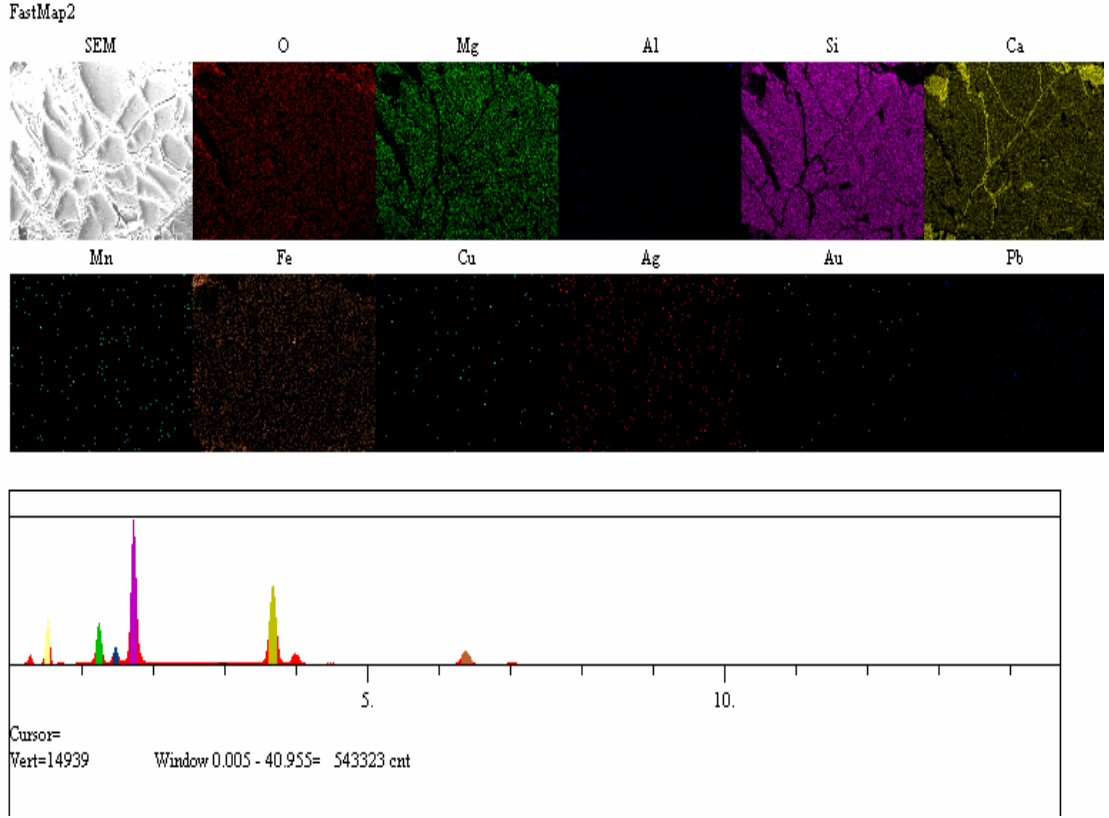 FastMap2
SEM O Mg Al Si Ca
Mn Fe Cu Ag Au Pb
5. 10.
Cursor=
Vert=14939 Window 0.005 - 40.955= 543323 cnt